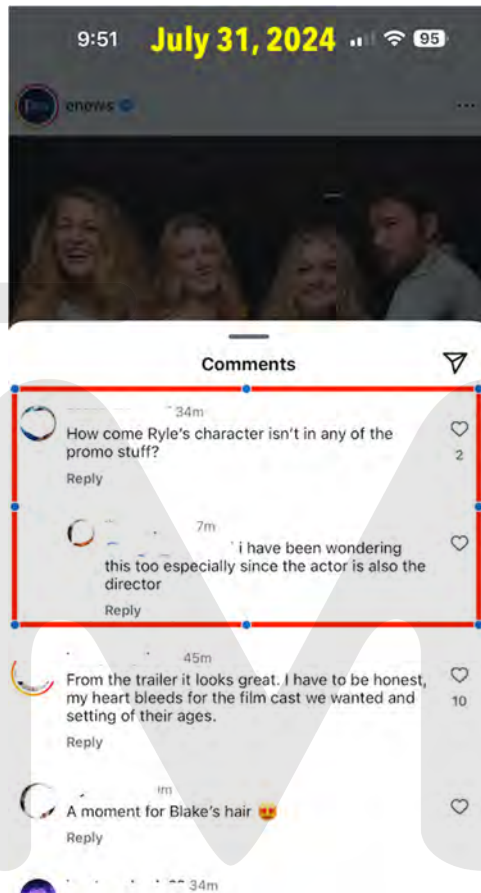 9:51 July 31, 2024 95
enews
Comments
34m
How come Ryle's character isn't in any of the
promo stuff?
2
Reply
7m
i have been wondering
this too especially since the actor is also the
director
Reply
45m
From the trailer it looks great. I have to be honest,
my heart bleeds for the film cast we wanted and
setting of their ages.
10
Reply
A moment for Blake's hair 😍
Reply
34m